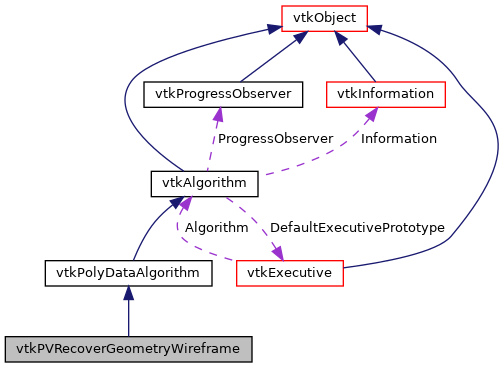 vtkObject
vtkProgressObserver
vtkInformation
ProgressObserver
Information
vtkAlgorithm
Algorithm
DefaultExecutivePrototype
vtkPolyDataAlgorithm
vtkExecutive
vtkPVRecoverGeometryWireframe